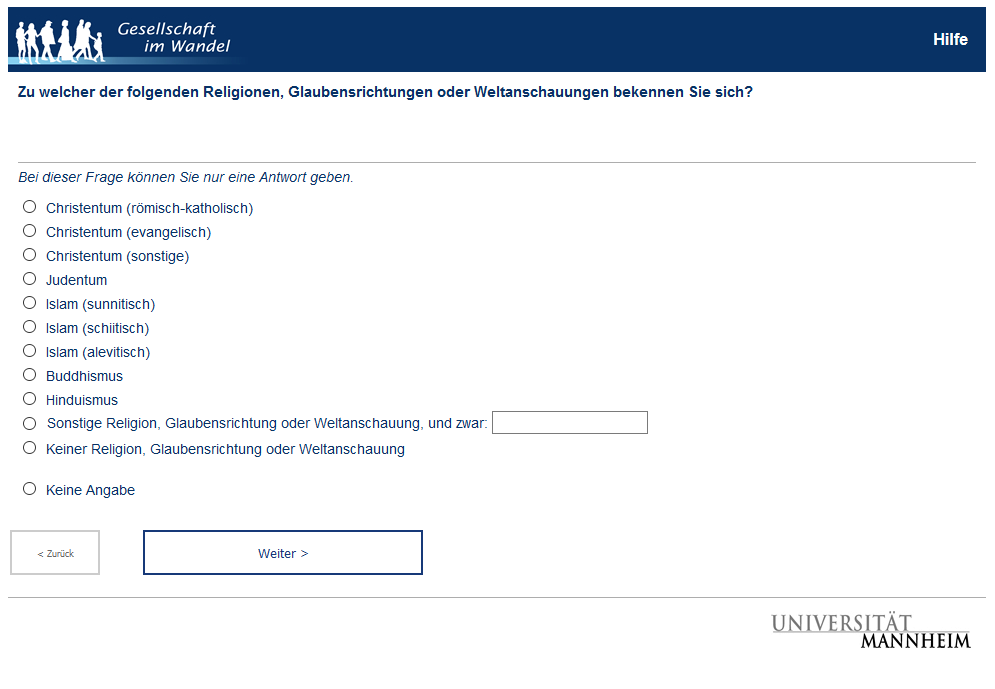 Gesellschaft
im Wandel
Hilfe
Zu welcher der folgenden Religionen, Glaubensrichtungen oder Weltanschauungen bekennen Sie sich?
Bei dieser Frage können Sie nur eine Antwort geben.
Christentum (römisch-katholisch)
Christentum (evangelisch)
Christentum (sonstige)
Judentum
Islam (sunnitisch)
Islam (schiitisch)
Islam (alevitisch)
Buddhismus
Hinduismus
Sonstige Religion, Glaubensrichtung oder Weltanschauung, und zwar:
Keiner Religion, Glaubensrichtung oder Weltanschauung
Keine Angabe
< Zurück
Weiter >
UNIVERSITÄT
MANNHEIM